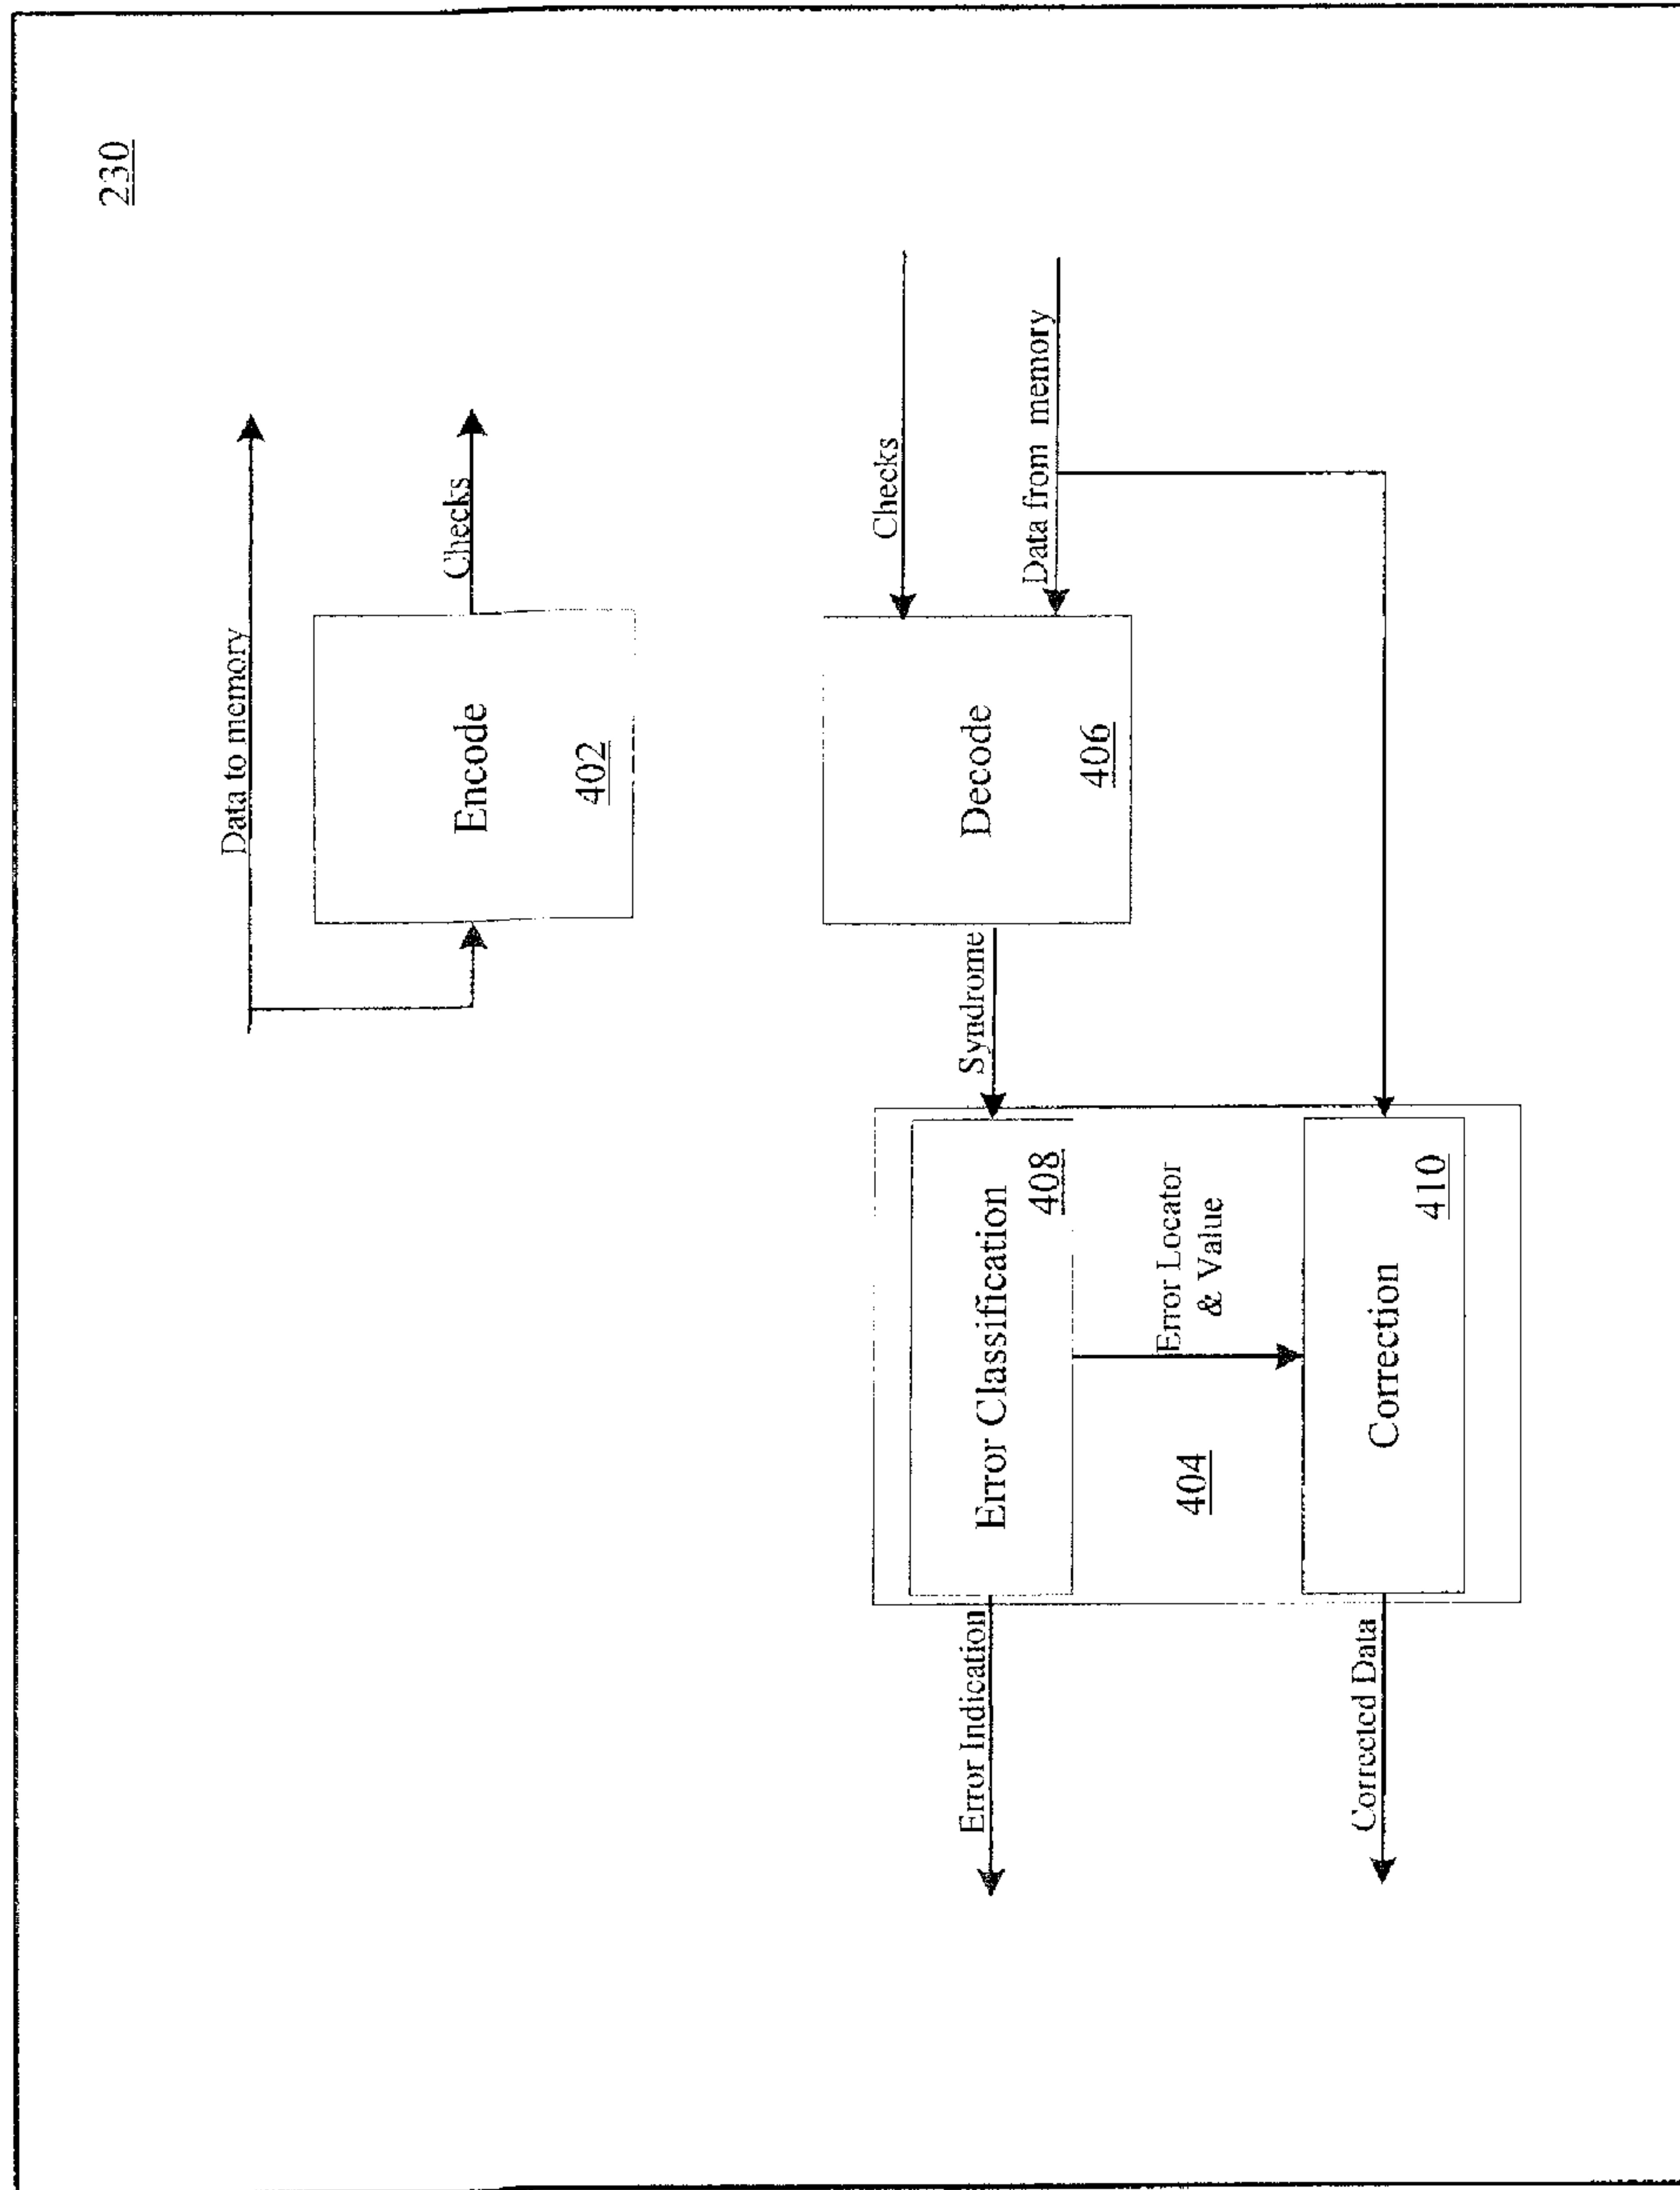 230
Data to memory
Encode
402
Checks
Checks
Data from memory
Decode
406
Syndrome
Error Classification
408
Error Locator
& Value
404
Correction
410
Error Indication
Corrected Data